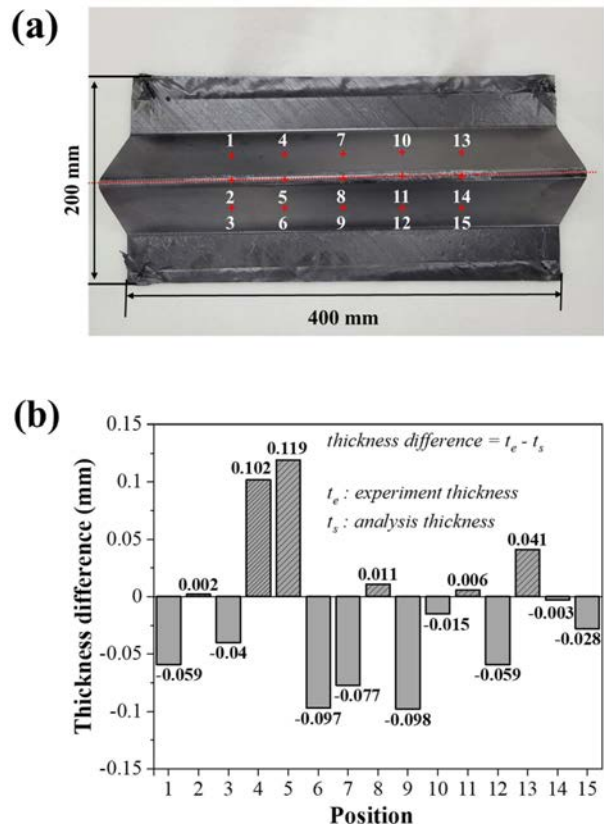 (a)
1 4 7 10 13
2 5 8 11 14
3 6 9 12 15
200 mm
400 mm
(b)
thickness difference = t_e - t_s
t_e : experiment thickness
t_s : analysis thickness
Thickness difference (mm)
0.15
0.1
0.05
0
-0.05
-0.1
-0.15
-0.059
0.002
-0.04
0.102
0.119
-0.097
-0.077
0.011
-0.098
-0.015
0.006
-0.059
0.041
-0.003
-0.028
1 2 3 4 5 6 7 8 9 10 11 12 13 14 15
Position